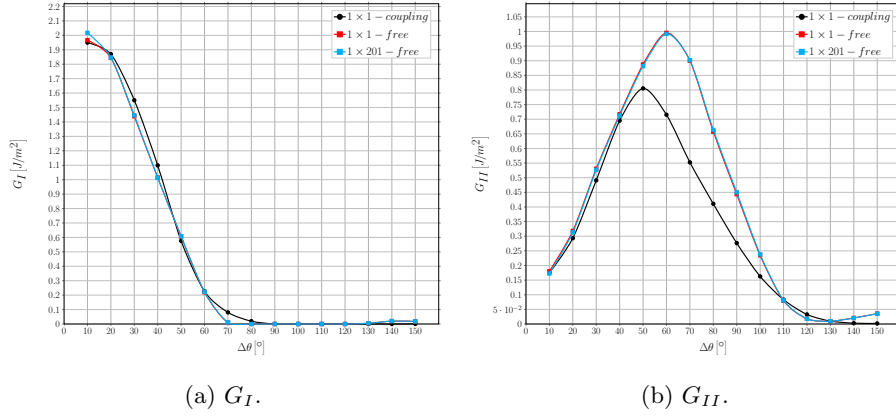 2.2
2.1
2
1.9
1.8
1.7
1.6
1.5
1.4
1.3
1.2
1.1
1
0.9
0.8
0.7
0.6
0.5
0.4
0.3
0.2
0.1
0
G_I [J/m²]
10 20 30 40 50 60 70 80 90 100 110 120 130 140 150
Δθ[°]
1 × 1 − coupling
1 × 1 − free
1 × 201 − free
(a) G_I.
1.05
1
0.95
0.9
0.85
0.8
0.75
0.7
0.65
0.6
0.55
0.5
0.45
0.4
0.35
0.3
0.25
0.2
0.15
0.1
5 · 10⁻²
0
G_II [J/m²]
10 20 30 40 50 60 70 80 90 100 110 120 130 140 150
Δθ[°]
1 × 1 − coupling
1 × 1 − free
1 × 201 − free
(b) G_II.